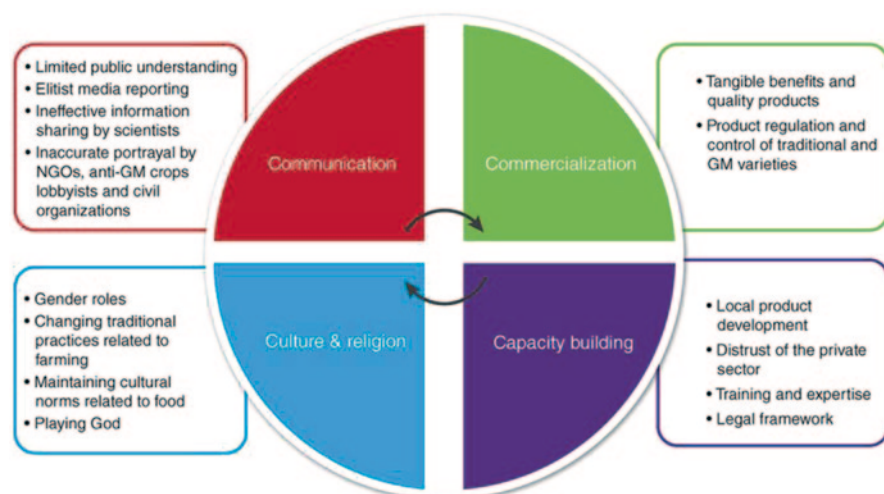 • Limited public understanding
• Elitist media reporting
• Ineffective information
sharing by scientists
• Inaccurate portrayal by
NGOs, anti-GM crops
lobbyists and civil
organizations
Communication
Commercialization
• Tangible benefits and
quality products
• Product regulation and
control of traditional and
GM varieties
• Gender roles
• Changing traditional
practices related to
farming
• Maintaining cultural
norms related to food
• Playing God
Culture & religion
Capacity building
• Local product
development
• Distrust of the private
sector
• Training and expertise
• Legal framework